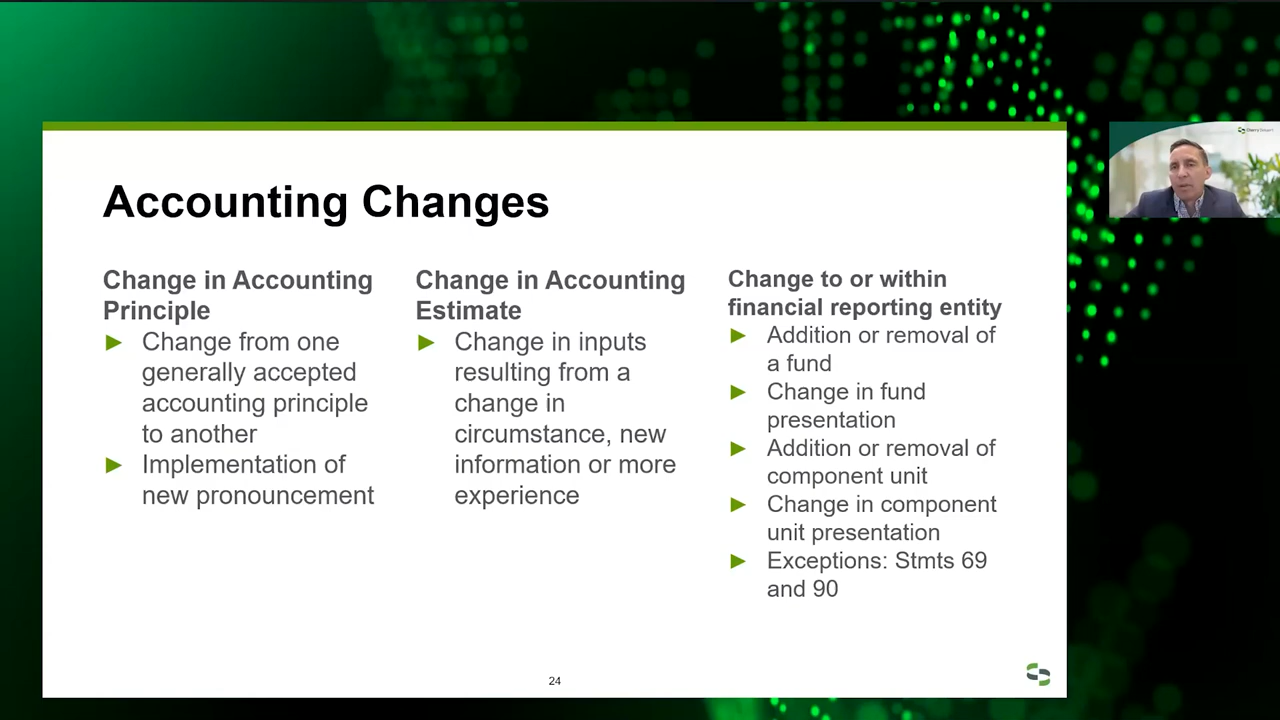 Accounting Changes
Change in Accounting
Principle
► Change from one
generally accepted
accounting principle
to another
► Implementation of
new pronouncement
Change in Accounting
Estimate
► Change in inputs
resulting from a
change in
circumstance, new
information or more
experience
Change to or within
financial reporting entity
► Addition or removal of
a fund
► Change in fund
presentation
► Addition or removal of
component unit
► Change in component
unit presentation
► Exceptions: Stmts 69
and 90
24